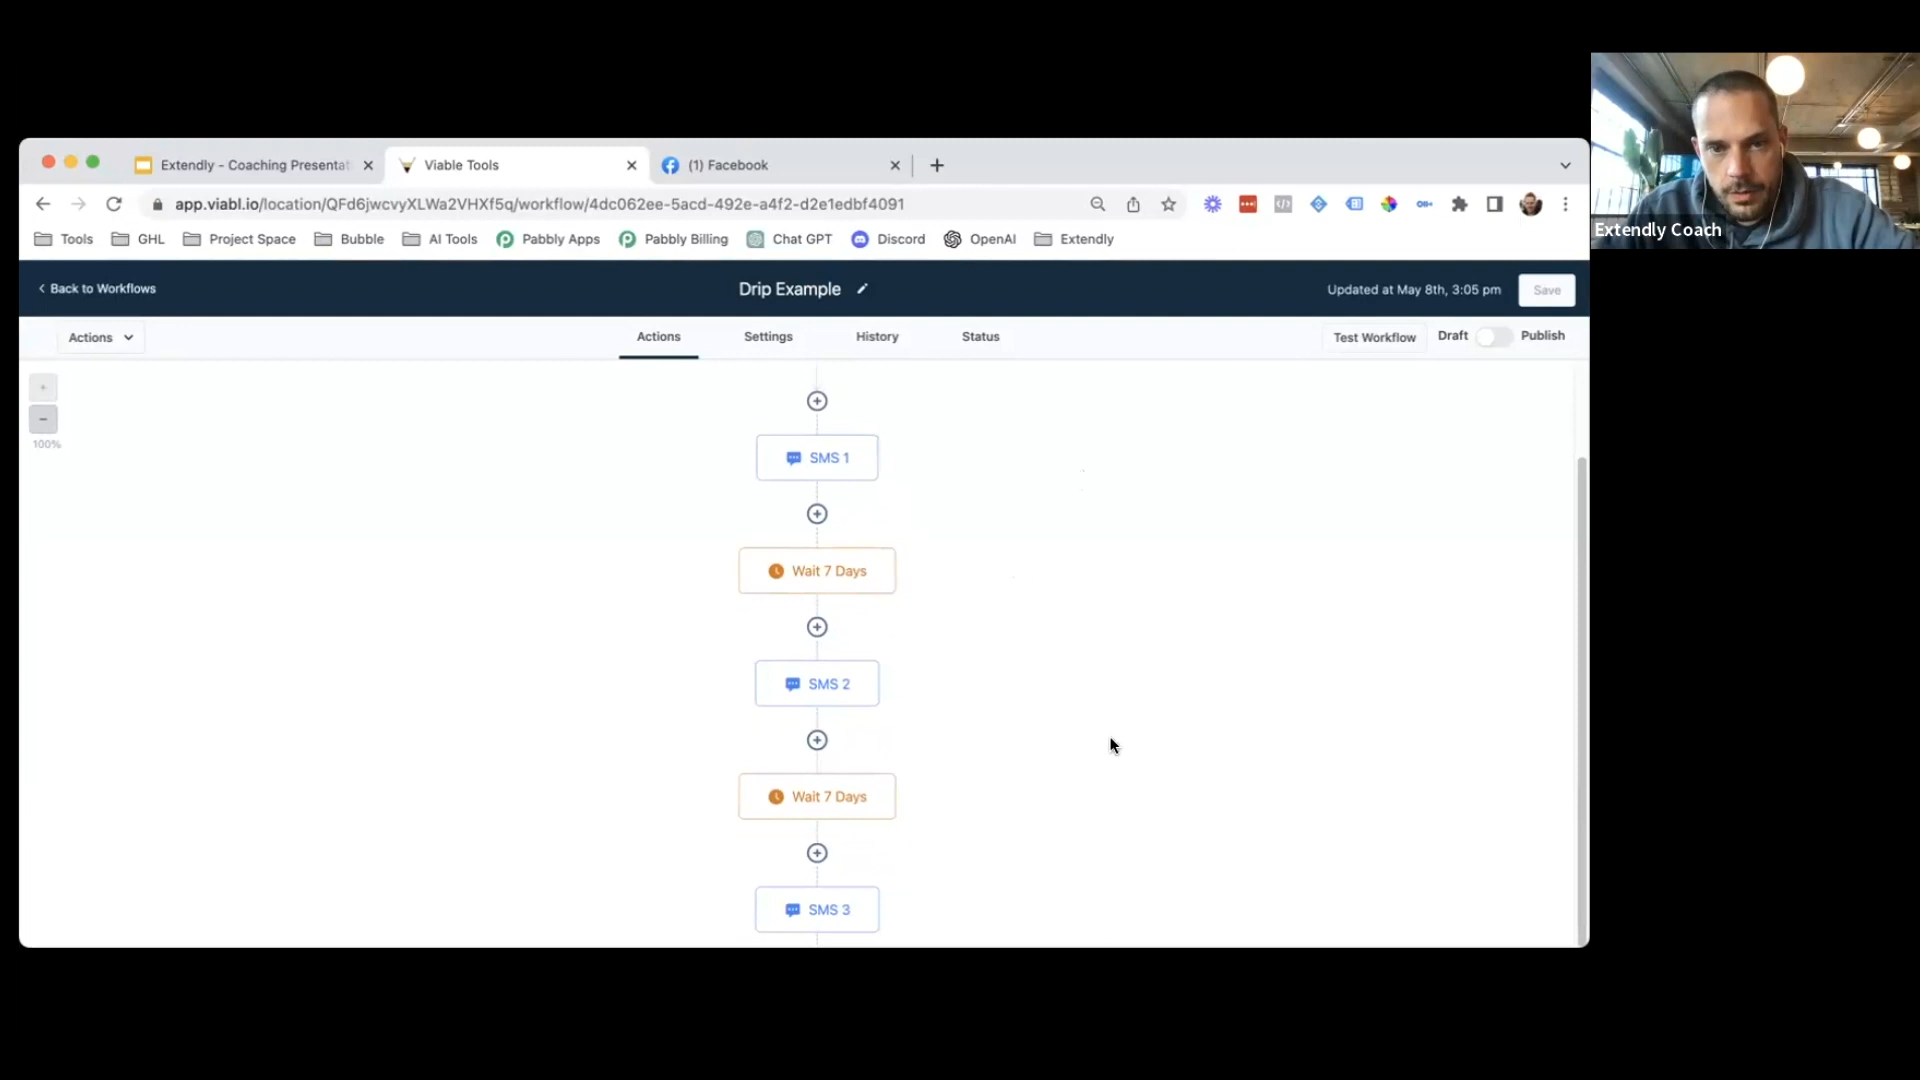 Extendly - Coaching Presentat
Viable Tools
(1) Facebook
app.viabl.io/location/QFd6jwcvyXLWa2VHXf5q/workflow/4dc062ee-5acd-492e-a4f2-d2e1edbf4091
Tools
GHL
Project Space
Bubble
AI Tools
Pabbly Apps
Pabbly Billing
Chat GPT
Discord
OpenAI
Extendly
Extendly Coach
Back to Workflows
Drip Example
Updated at May 8th, 3:05 pm
Save
Actions
Actions
Settings
History
Status
Test Workflow
Draft
Publish
100%
SMS 1
Wait 7 Days
SMS 2
Wait 7 Days
SMS 3